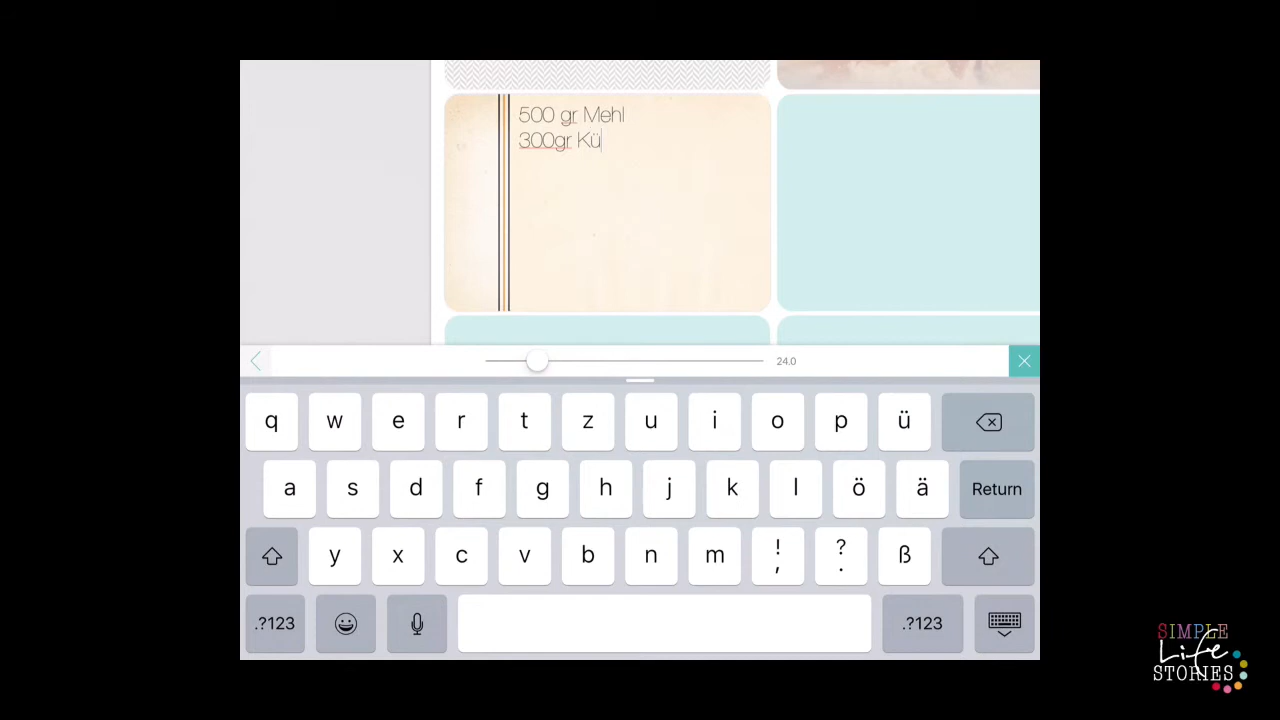 500 gr Mehl
300gr Kü
24.0
q w e r t z u i o p ü
a s d f g h j k l ö ä Return
y x c v b n m ! , ? . ß
.?123 .?123
SIMPLE
Life
STORIES